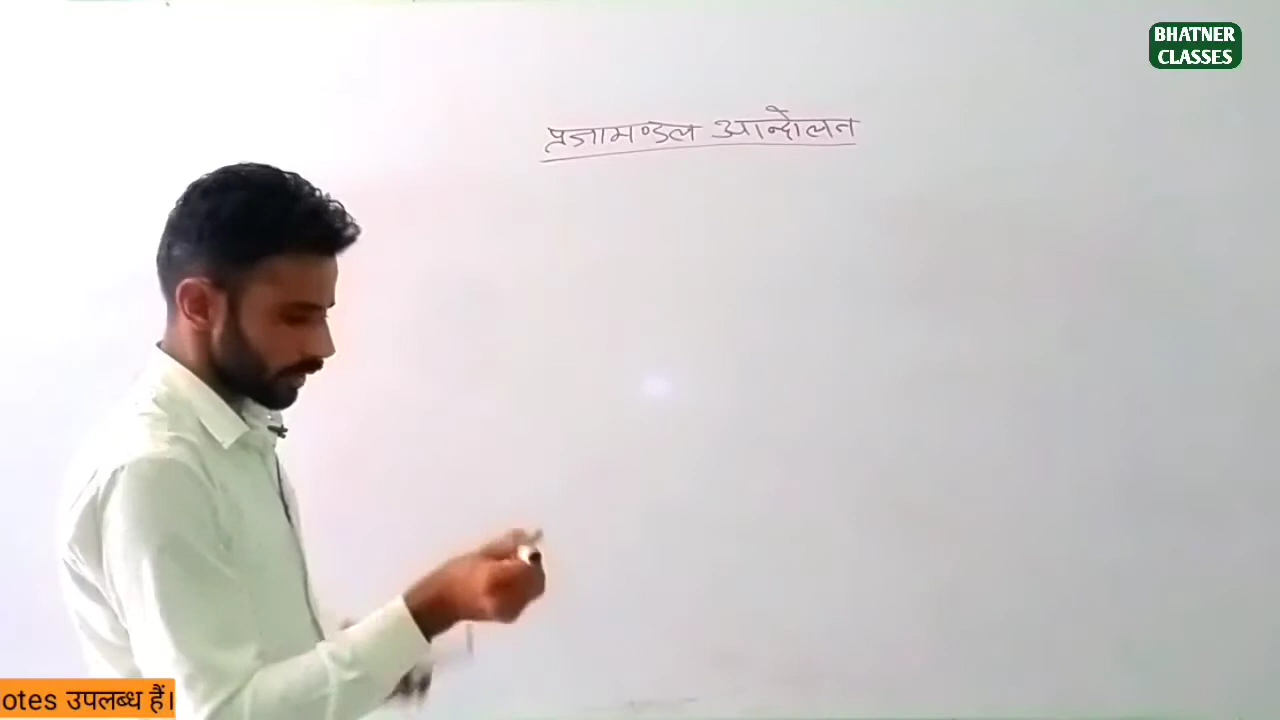 BHATNER
CLASSES
प्रजामण्डल आन्दोलन
otes उपलब्ध हैं।